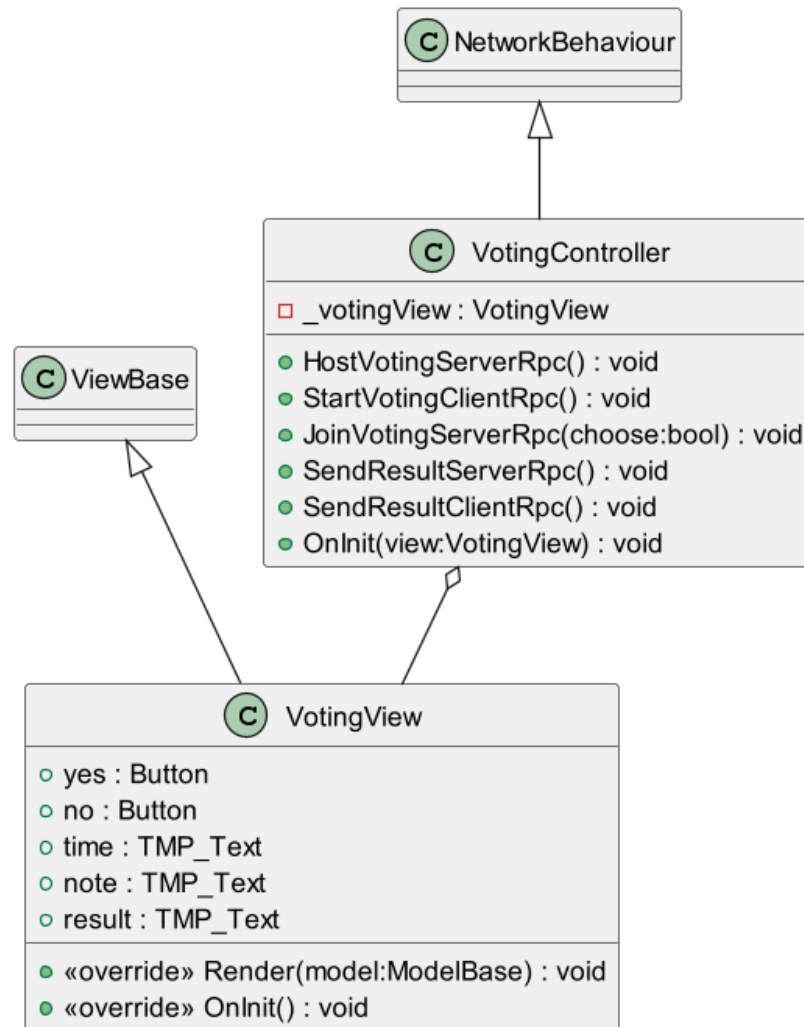 C NetworkBehaviour
C VotingController
_votingView : VotingView
HostVotingServerRpc() : void
StartVotingClientRpc() : void
JoinVotingServerRpc(choose:bool) : void
SendResultServerRpc() : void
SendResultClientRpc() : void
OnInit(view:VotingView) : void
C ViewBase
C VotingView
yes : Button
no : Button
time : TMP_Text
note : TMP_Text
result : TMP_Text
«override» Render(model:ModelBase) : void
«override» OnInit() : void